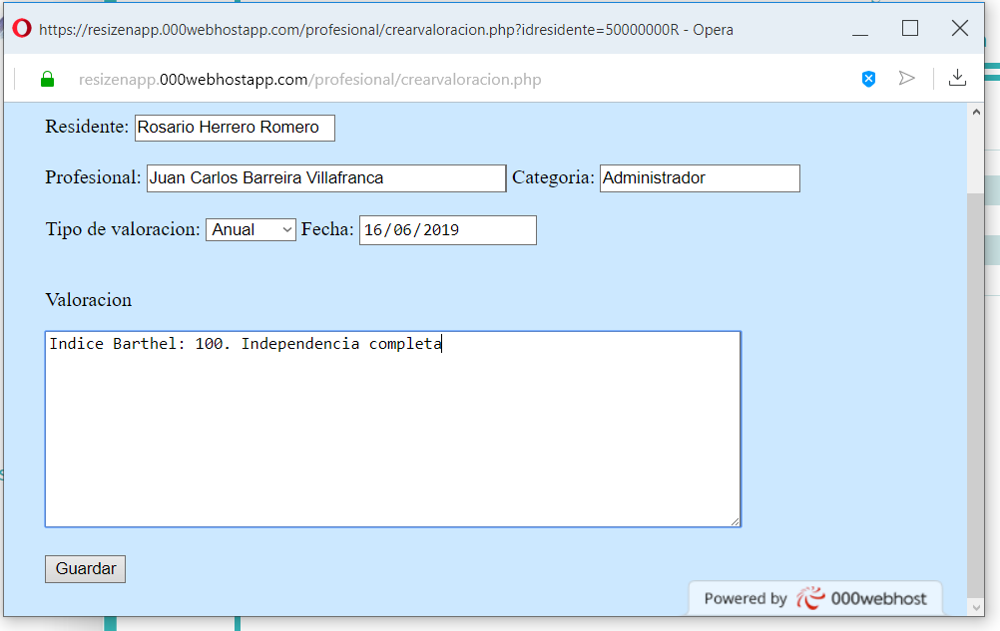 https://resizenapp.000webhostapp.com/profesional/crearvaloracion.php?idresidente=50000000R - Opera
resizenapp.000webhostapp.com/profesional/crearvaloracion.php
Residente: Rosario Herrero Romero
Profesional: Juan Carlos Barreira Villafranca Categoria: Administrador
Tipo de valoracion: Anual Fecha: 16/06/2019
Valoracion
Indice Barthel: 100. Independencia completa
Guardar
Powered by 000webhost